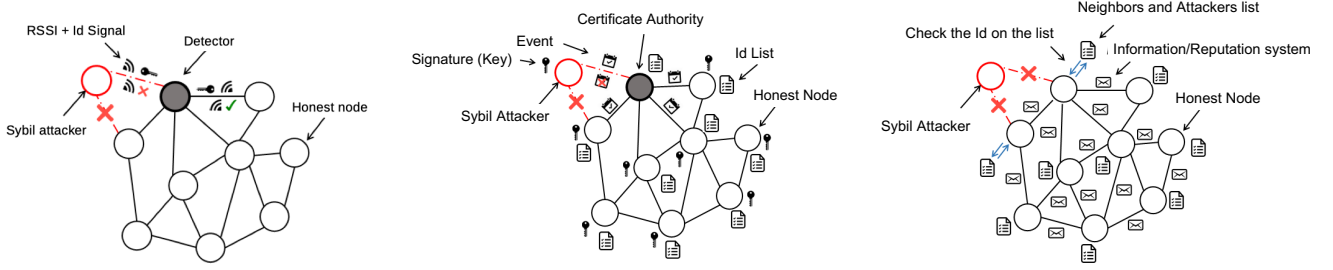 RSSI + Id Signal
Detector
Honest node
Sybil attacker
Certificate Authority
Event
Signature (Key)
Id List
Honest Node
Sybil Attacker
Neighbors and Attackers list
Check the Id on the list
Information/Reputation system
Honest Node
Sybil Attacker